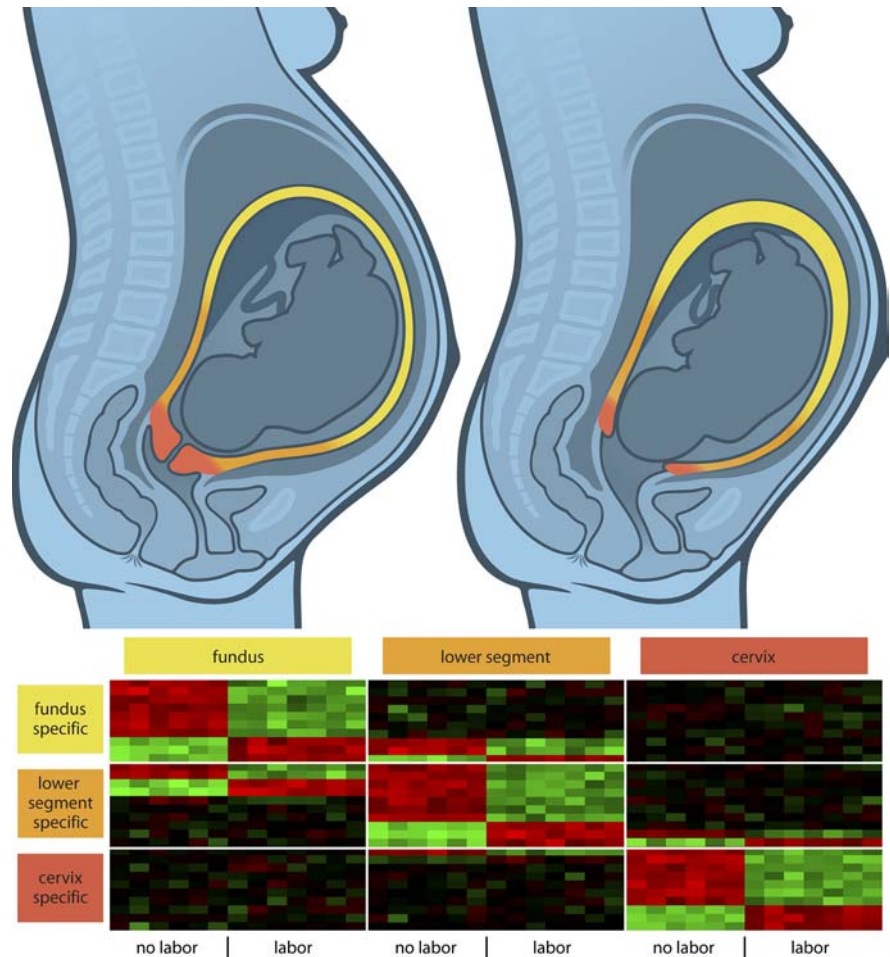 fundus
lower segment
cervix
fundus
specific
lower
segment
specific
cervix
specific
no labor | labor
no labor | labor
no labor | labor